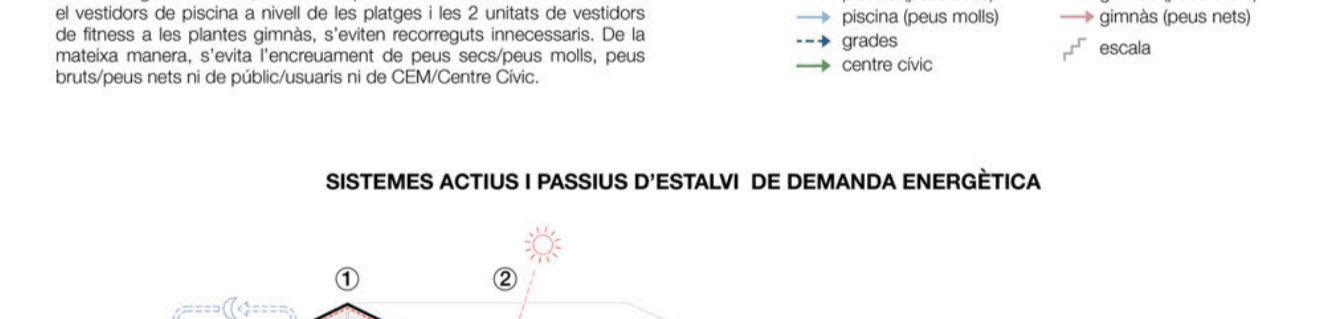 el vestidors de piscina a nivell de les platges i les 2 unitats de vestidors
de fitness a les plantes gimnàs, s'eviten recorreguts innecessaris. De la
mateixa manera, s'evita l'encreuament de peus secs/peus molls, peus
bruts/peus nets ni de públic/usuaris ni de CEM/Centre Cívic.
piscina (peus molls)
grades
centre cívic
gimnàs (peus nets)
escala
SISTEMES ACTIUS I PASSIUS D'ESTALVI DE DEMANDA ENERGÈTICA
1
2